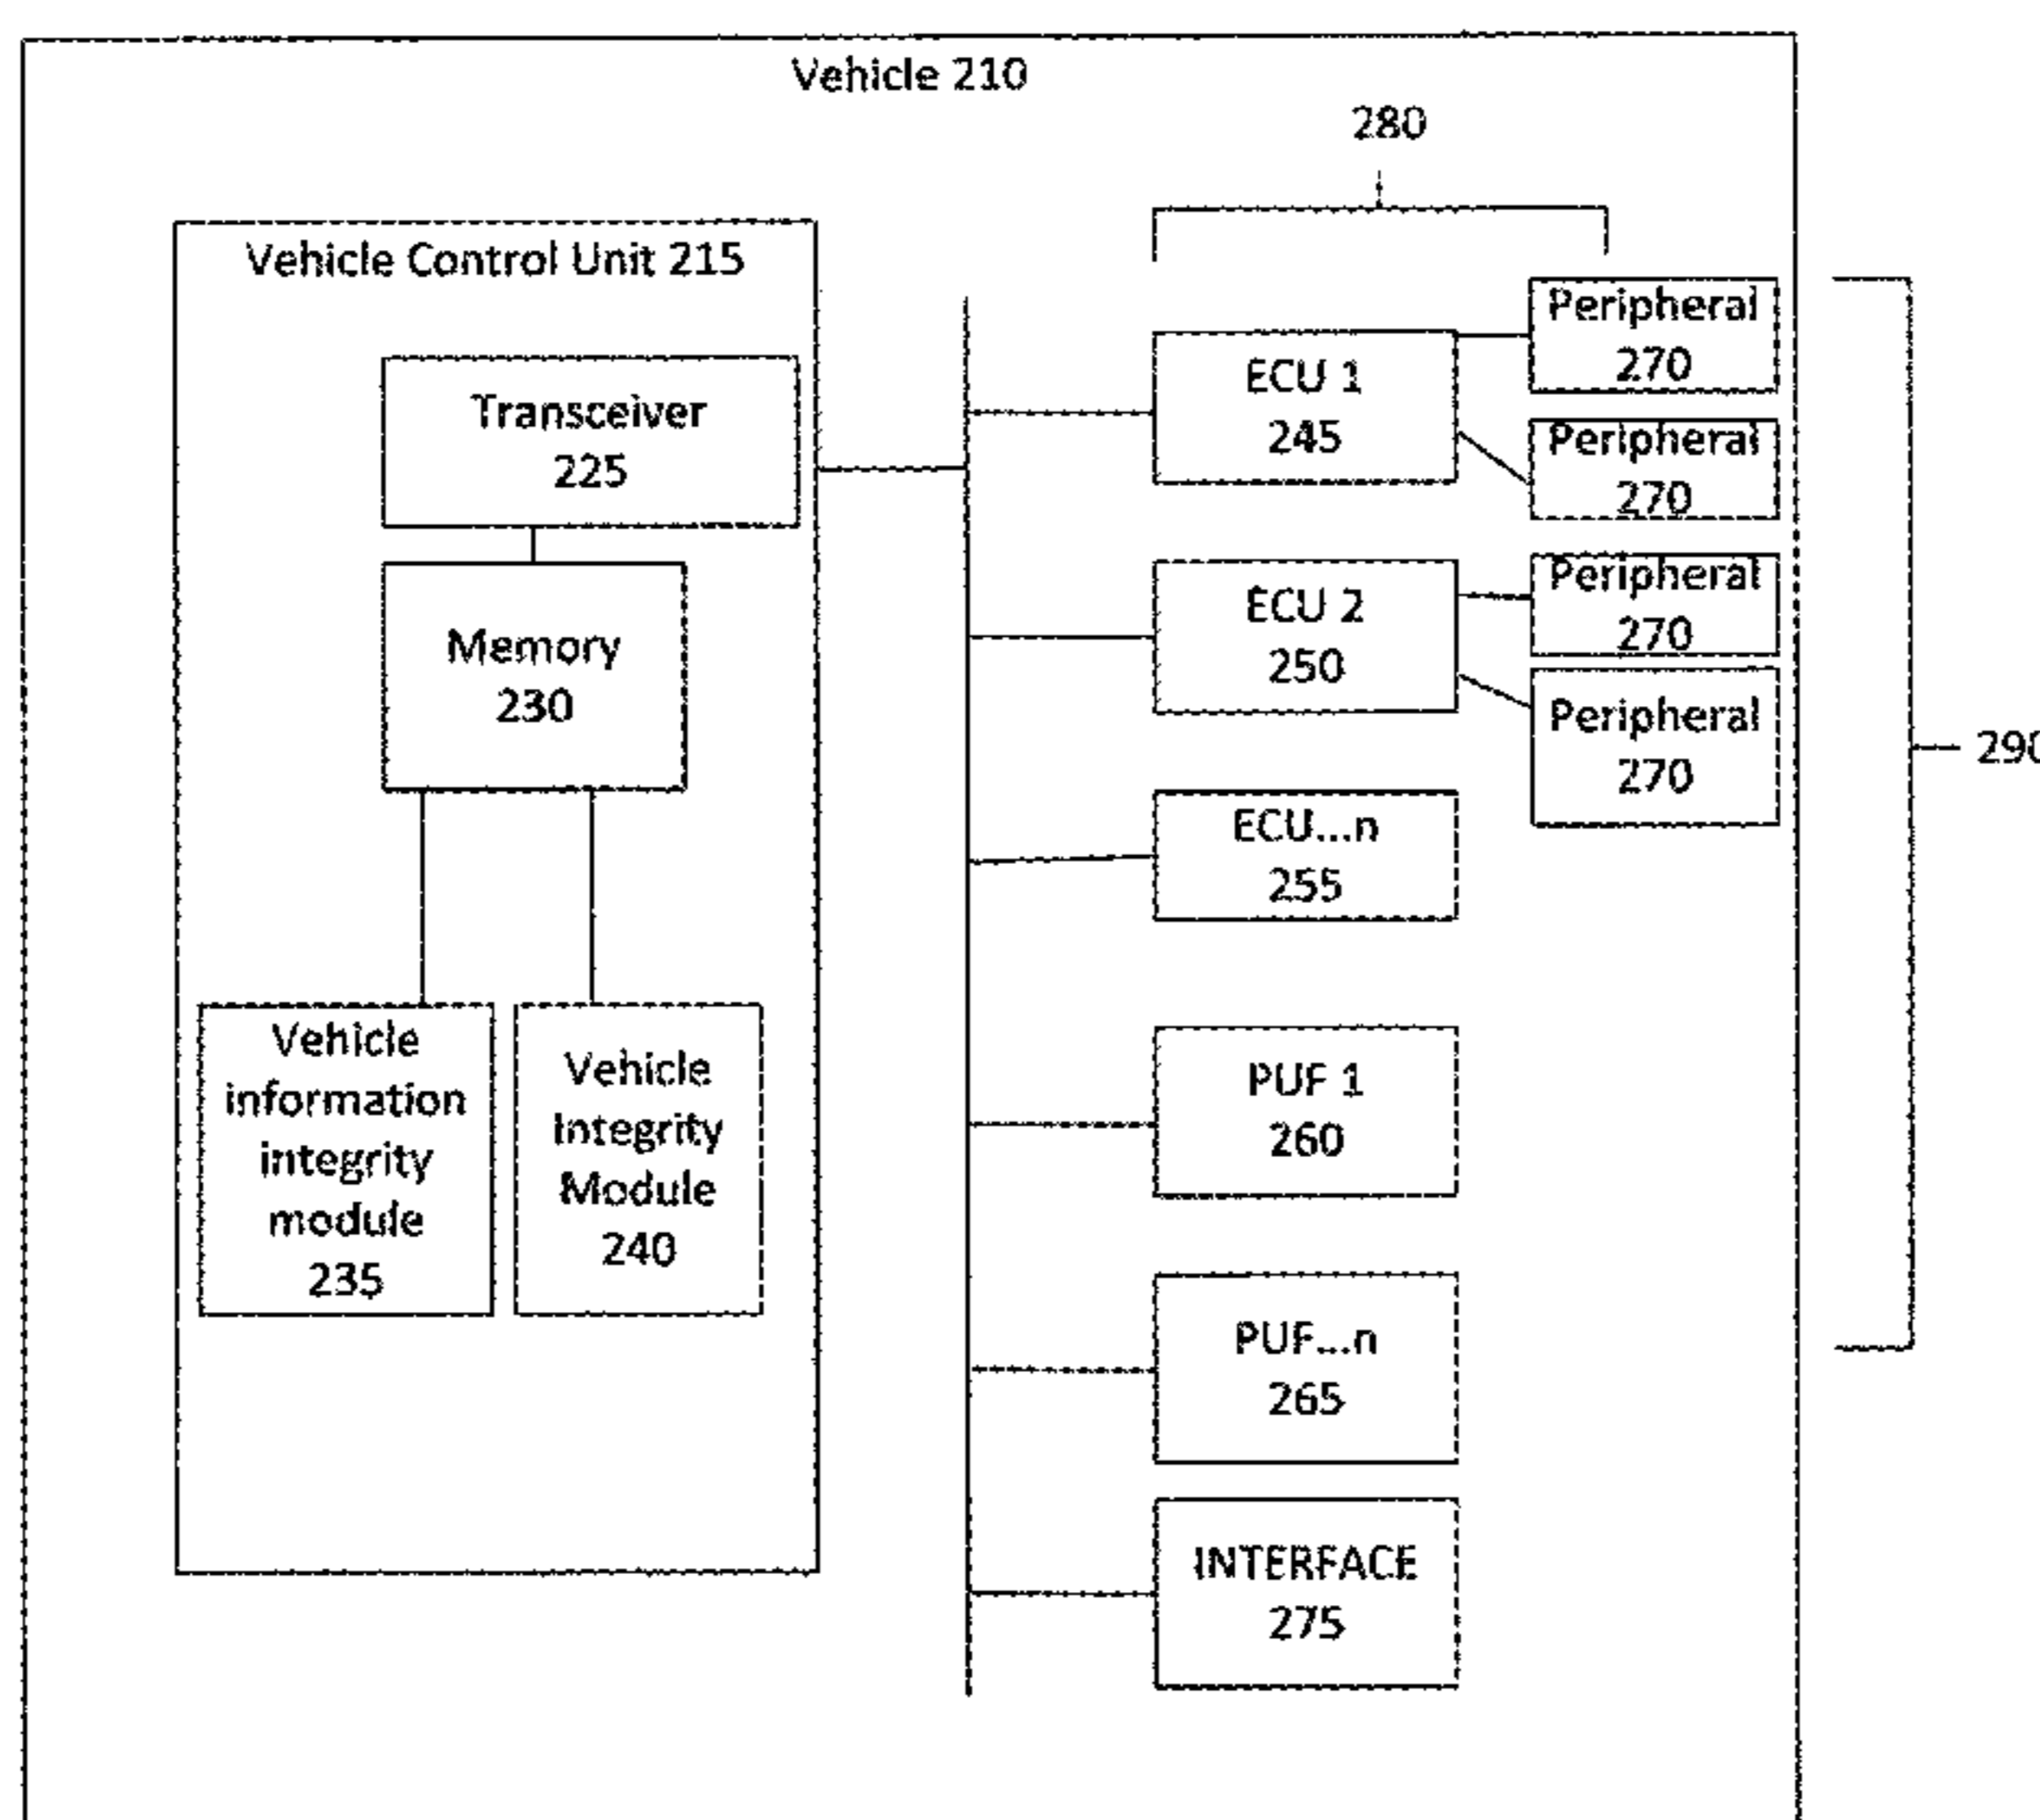 Vehicle 210
280
Vehicle Control Unit 215
Transceiver
225
Memory
230
Vehicle
information
integrity
module
235
Vehicle
Integrity
Module
240
ECU 1
245
Peripheral
270
Peripheral
270
ECU 2
250
Peripheral
270
Peripheral
270
ECU...n
255
PUF 1
260
PUF...n
265
INTERFACE
275
290